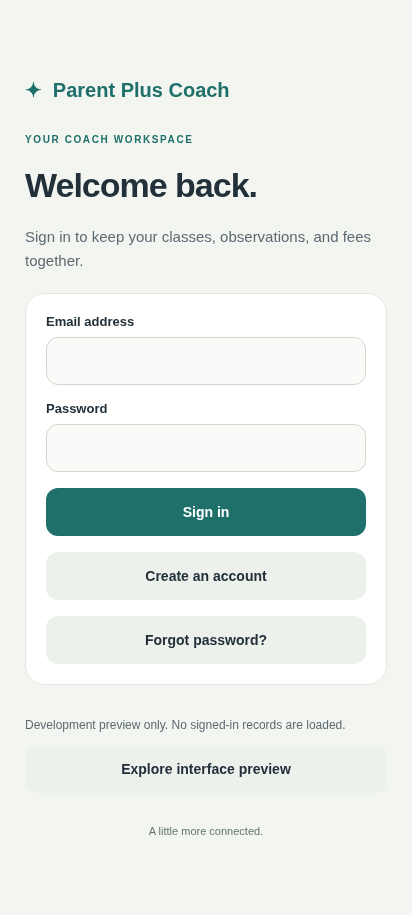 ✦ Parent Plus Coach
YOUR COACH WORKSPACE
Welcome back.
Sign in to keep your classes, observations, and fees
together.
Email address
Password
Sign in
Create an account
Forgot password?
Development preview only. No signed-in records are loaded.
Explore interface preview
A little more connected.